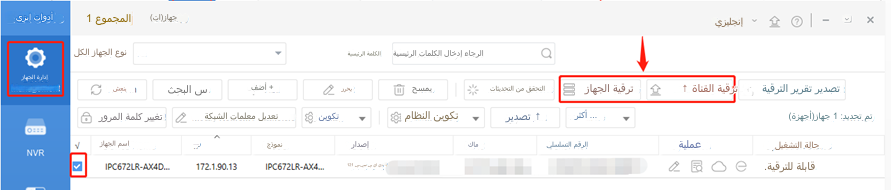 ادوات إنرى
جهاز(ات)
المجموع 1
إنجليزي
إدارة الجهاز
NVR
نوع الجهاز الكل
الكلمة الرئيسية
الرجاء إدخال الكلمات الرئيسية
بعض
س البحث
+ أضف
يحرر
يمسح
التحقق من التحديثات
ترقية الجهاز
ترقية القناة ↑
تصدير تقرير الترقية
تغيير كلمة المرور
تعديل معلمات الشبكة
تكوين
تكوين النظام
تصدير ↑
أكثر ...
تم تحديد: 1 جهاز (أجهزة)
√
اسم الجهاز
نموذج
إصدار
ماك
الرقم التسلسلي
عملية
حالة التشغيل
IPC672LR-AX4D...
172.1.90.13
IPC672LR-AX4...
قابلة للترقية.